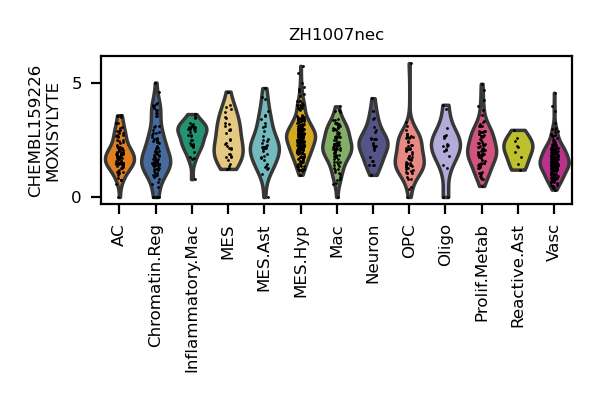 ZH1007nec
CHEMBL159226
MOXISYLYTE
5
0
AC
Chromatin.Reg
Inflammatory.Mac
MES
MES.Ast
MES.Hyp
Mac
Neuron
OPC
Oligo
Prolif.Metab
Reactive.Ast
Vasc